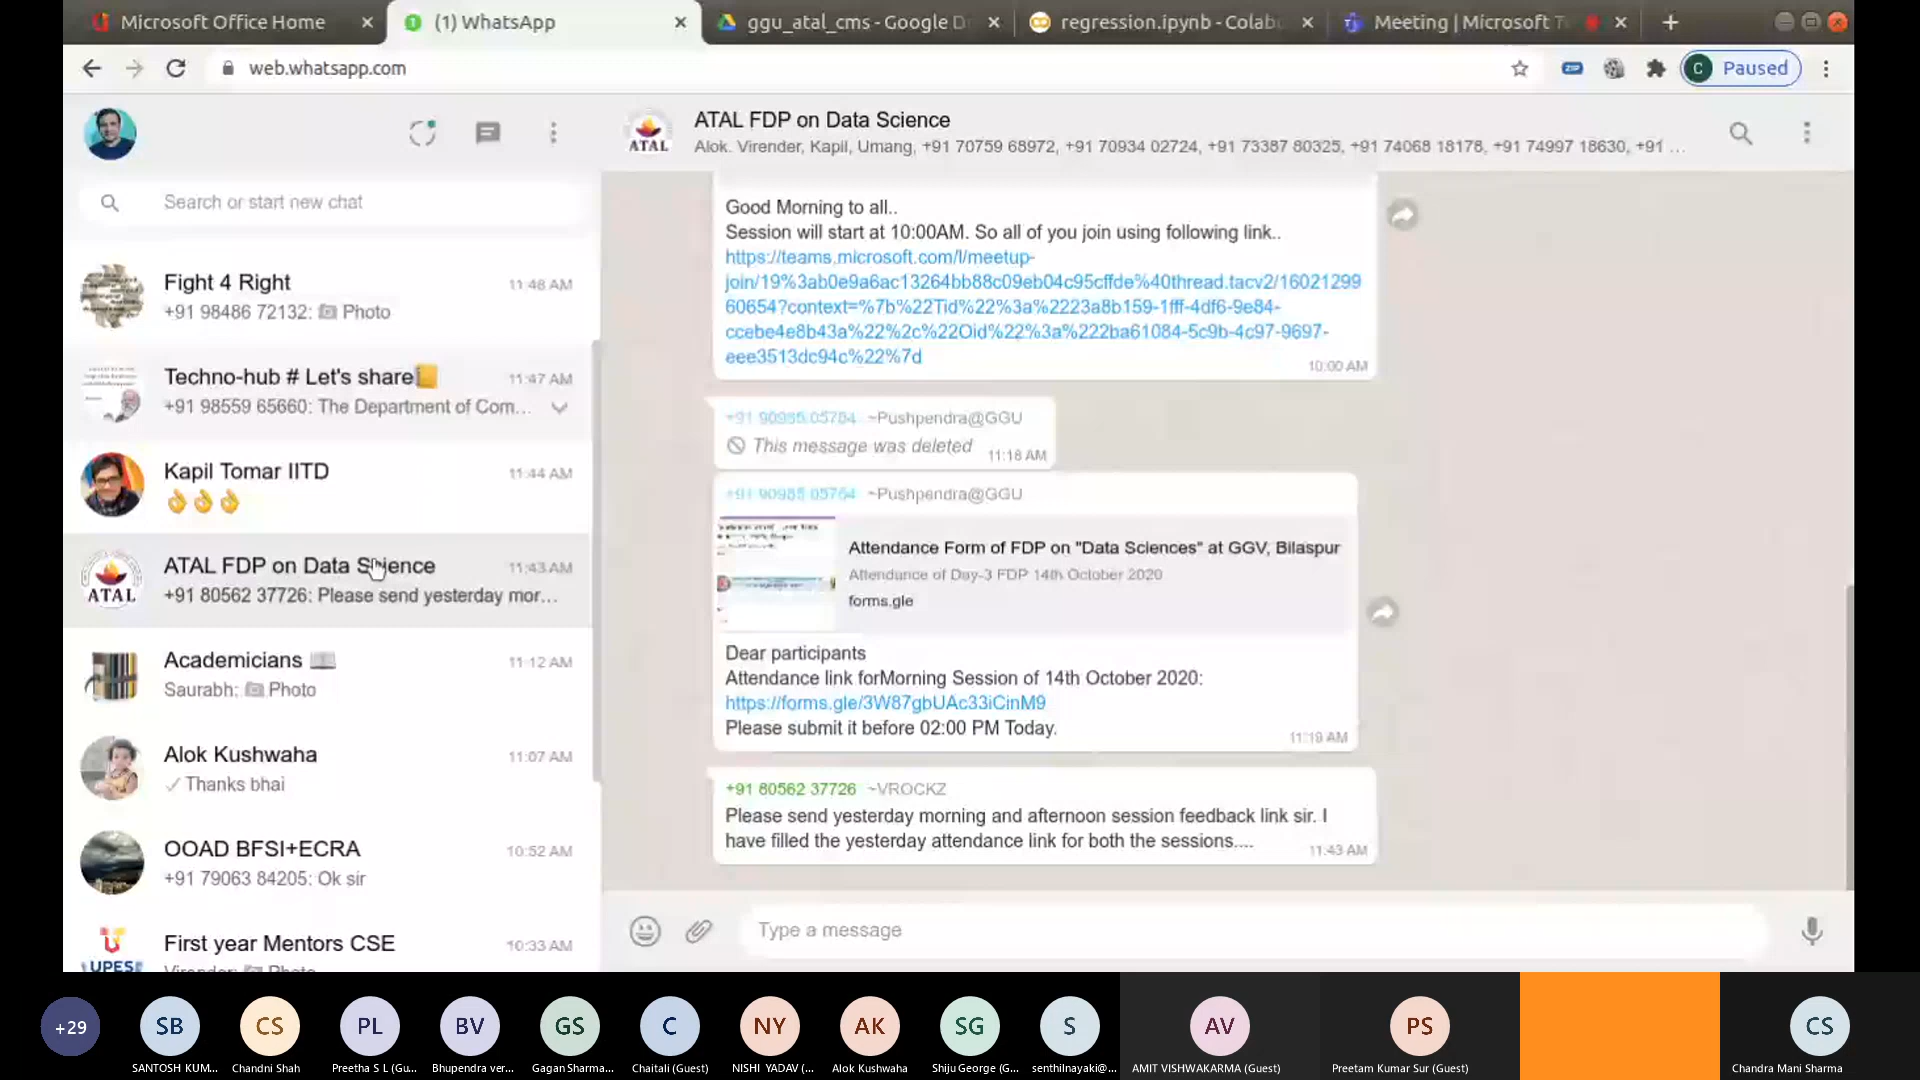 Microsoft Office Home
(1) WhatsApp
ggu_atal_cms - Google D
regression.ipynb - Colab
Meeting | Microsoft T
web.whatsapp.com
ZIP
C Paused
ATAL
ATAL FDP on Data Science
Alok. Virender, Kapil, Umang, +91 70759 68972, +91 70934 02724, +91 73387 80325, +91 74068 18178, +91 74997 18630, +91 ...
Search or start new chat
Fight 4 Right 11:48 AM
+91 98486 72132: Photo
Techno-hub # Let's share 11:47 AM
+91 98559 65660: The Department of Com...
Kapil Tomar IITD 11:44 AM
ATAL
ATAL FDP on Data Science 11:43 AM
+91 80562 37726: Please send yesterday mor...
Academicians 11:12 AM
Saurabh: Photo
Alok Kushwaha 11:07 AM
Thanks bhai
OOAD BFSI+ECRA 10:52 AM
+91 79063 84205: Ok sir
First year Mentors CSE 10:33 AM
Virender: Photo
UPES
Good Morning to all..
Session will start at 10:00AM. So all of you join using following link..
https://teams.microsoft.com/l/meetup-
join/19%3ab0e9a6ac13264bb88c09eb04c95cffde%40thread.tacv2/16021299
60654?context=%7b%22Tid%22%3a%2223a8b159-1fff-4df6-9e84-
ccebe4e8b43a%22%2c%22Oid%22%3a%222ba61084-5c9b-4c97-9697-
eee3513dc94c%22%7d
10:00 AM
~Pushpendra@GGU
This message was deleted 11:18 AM
~Pushpendra@GGU
Attendance Form of FDP on "Data Sciences" at GGV, Bilaspur
Attendance of Day-3 FDP 14th October 2020
forms.gle
Dear participants
Attendance link forMorning Session of 14th October 2020:
https://forms.gle/3W87gbUAc33iCinM9
Please submit it before 02:00 PM Today.
11:19 AM
+91 80562 37726 ~VROCKZ
Please send yesterday morning and afternoon session feedback link sir. I
have filled the yesterday attendance link for both the sessions....
11:43 AM
Type a message
+29 SB CS PL BV GS C NY AK SG S AV PS CS
SANTOSH KUM... Chandni Shah Preetha S L (Gu... Bhupendra ver... Gagan Sharma... Chaitali (Guest) NISHI YADAV (... Alok Kushwaha Shiju George (G... senthilnayaki@... AMIT VISHWAKARMA (Guest) Preetam Kumar Sur (Guest) Chandra Mani Sharma